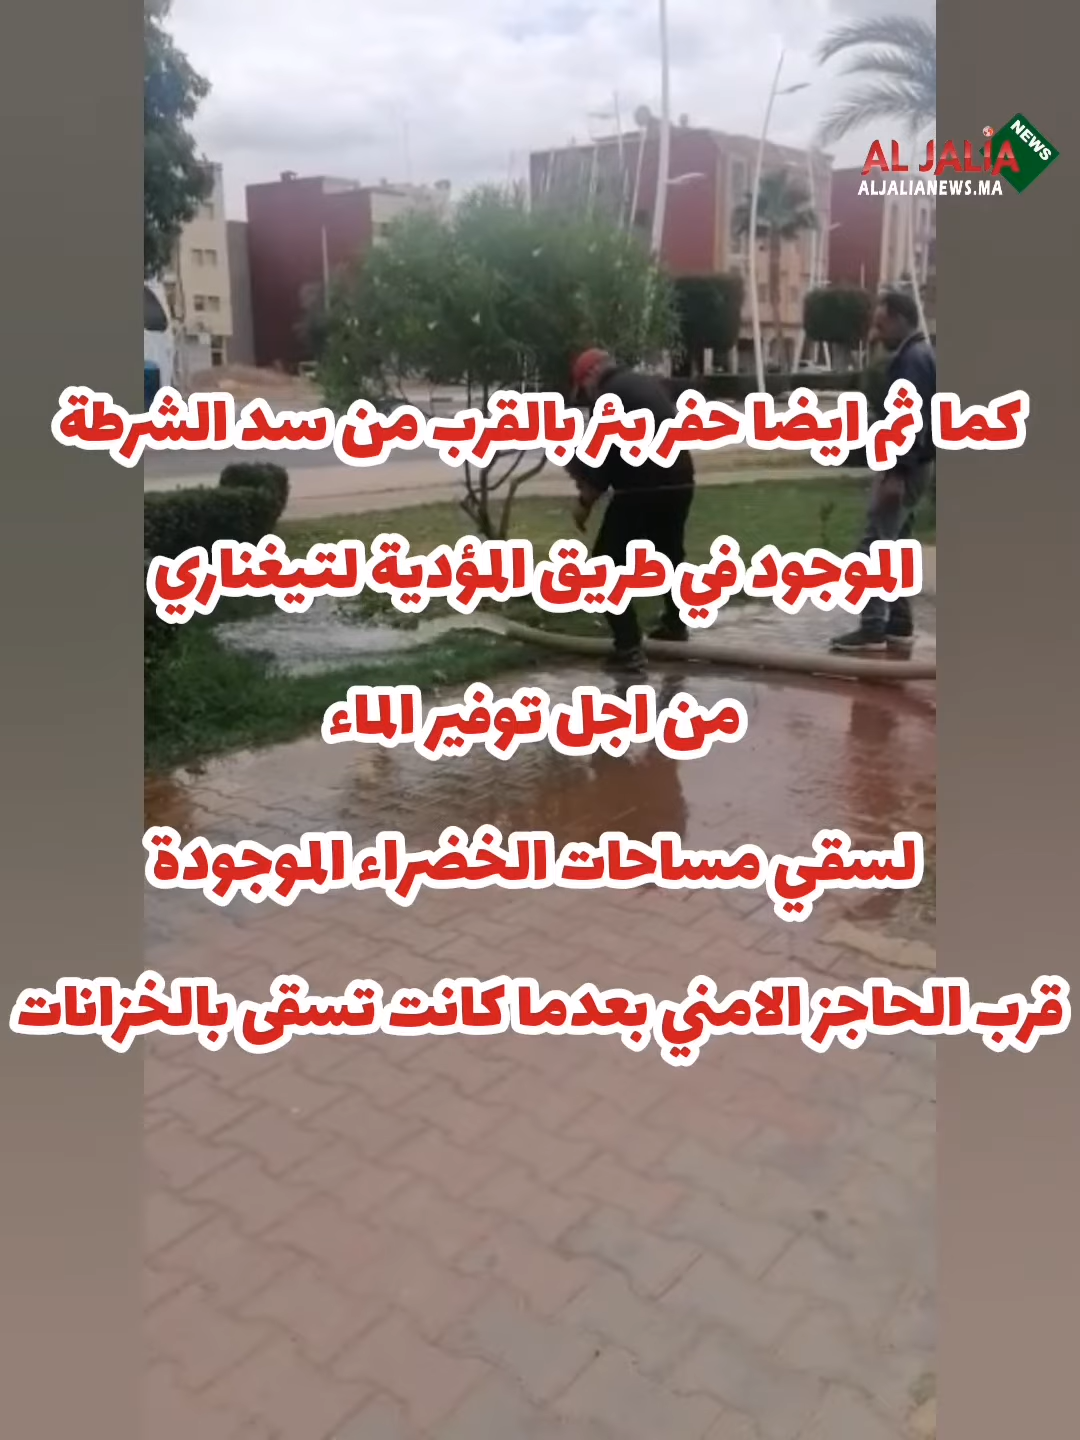 AL JALIA NEWS
ALJALIANEWS.MA
كما ثم ايضا حفر بئر بالقرب من سد الشرطة
الموجود في طريق المؤدية لتيغناري
من اجل توفير الماء
لسقي مساحات الخضراء الموجودة
قرب الحاجز الامني بعدما كانت تسقى بالخزانات